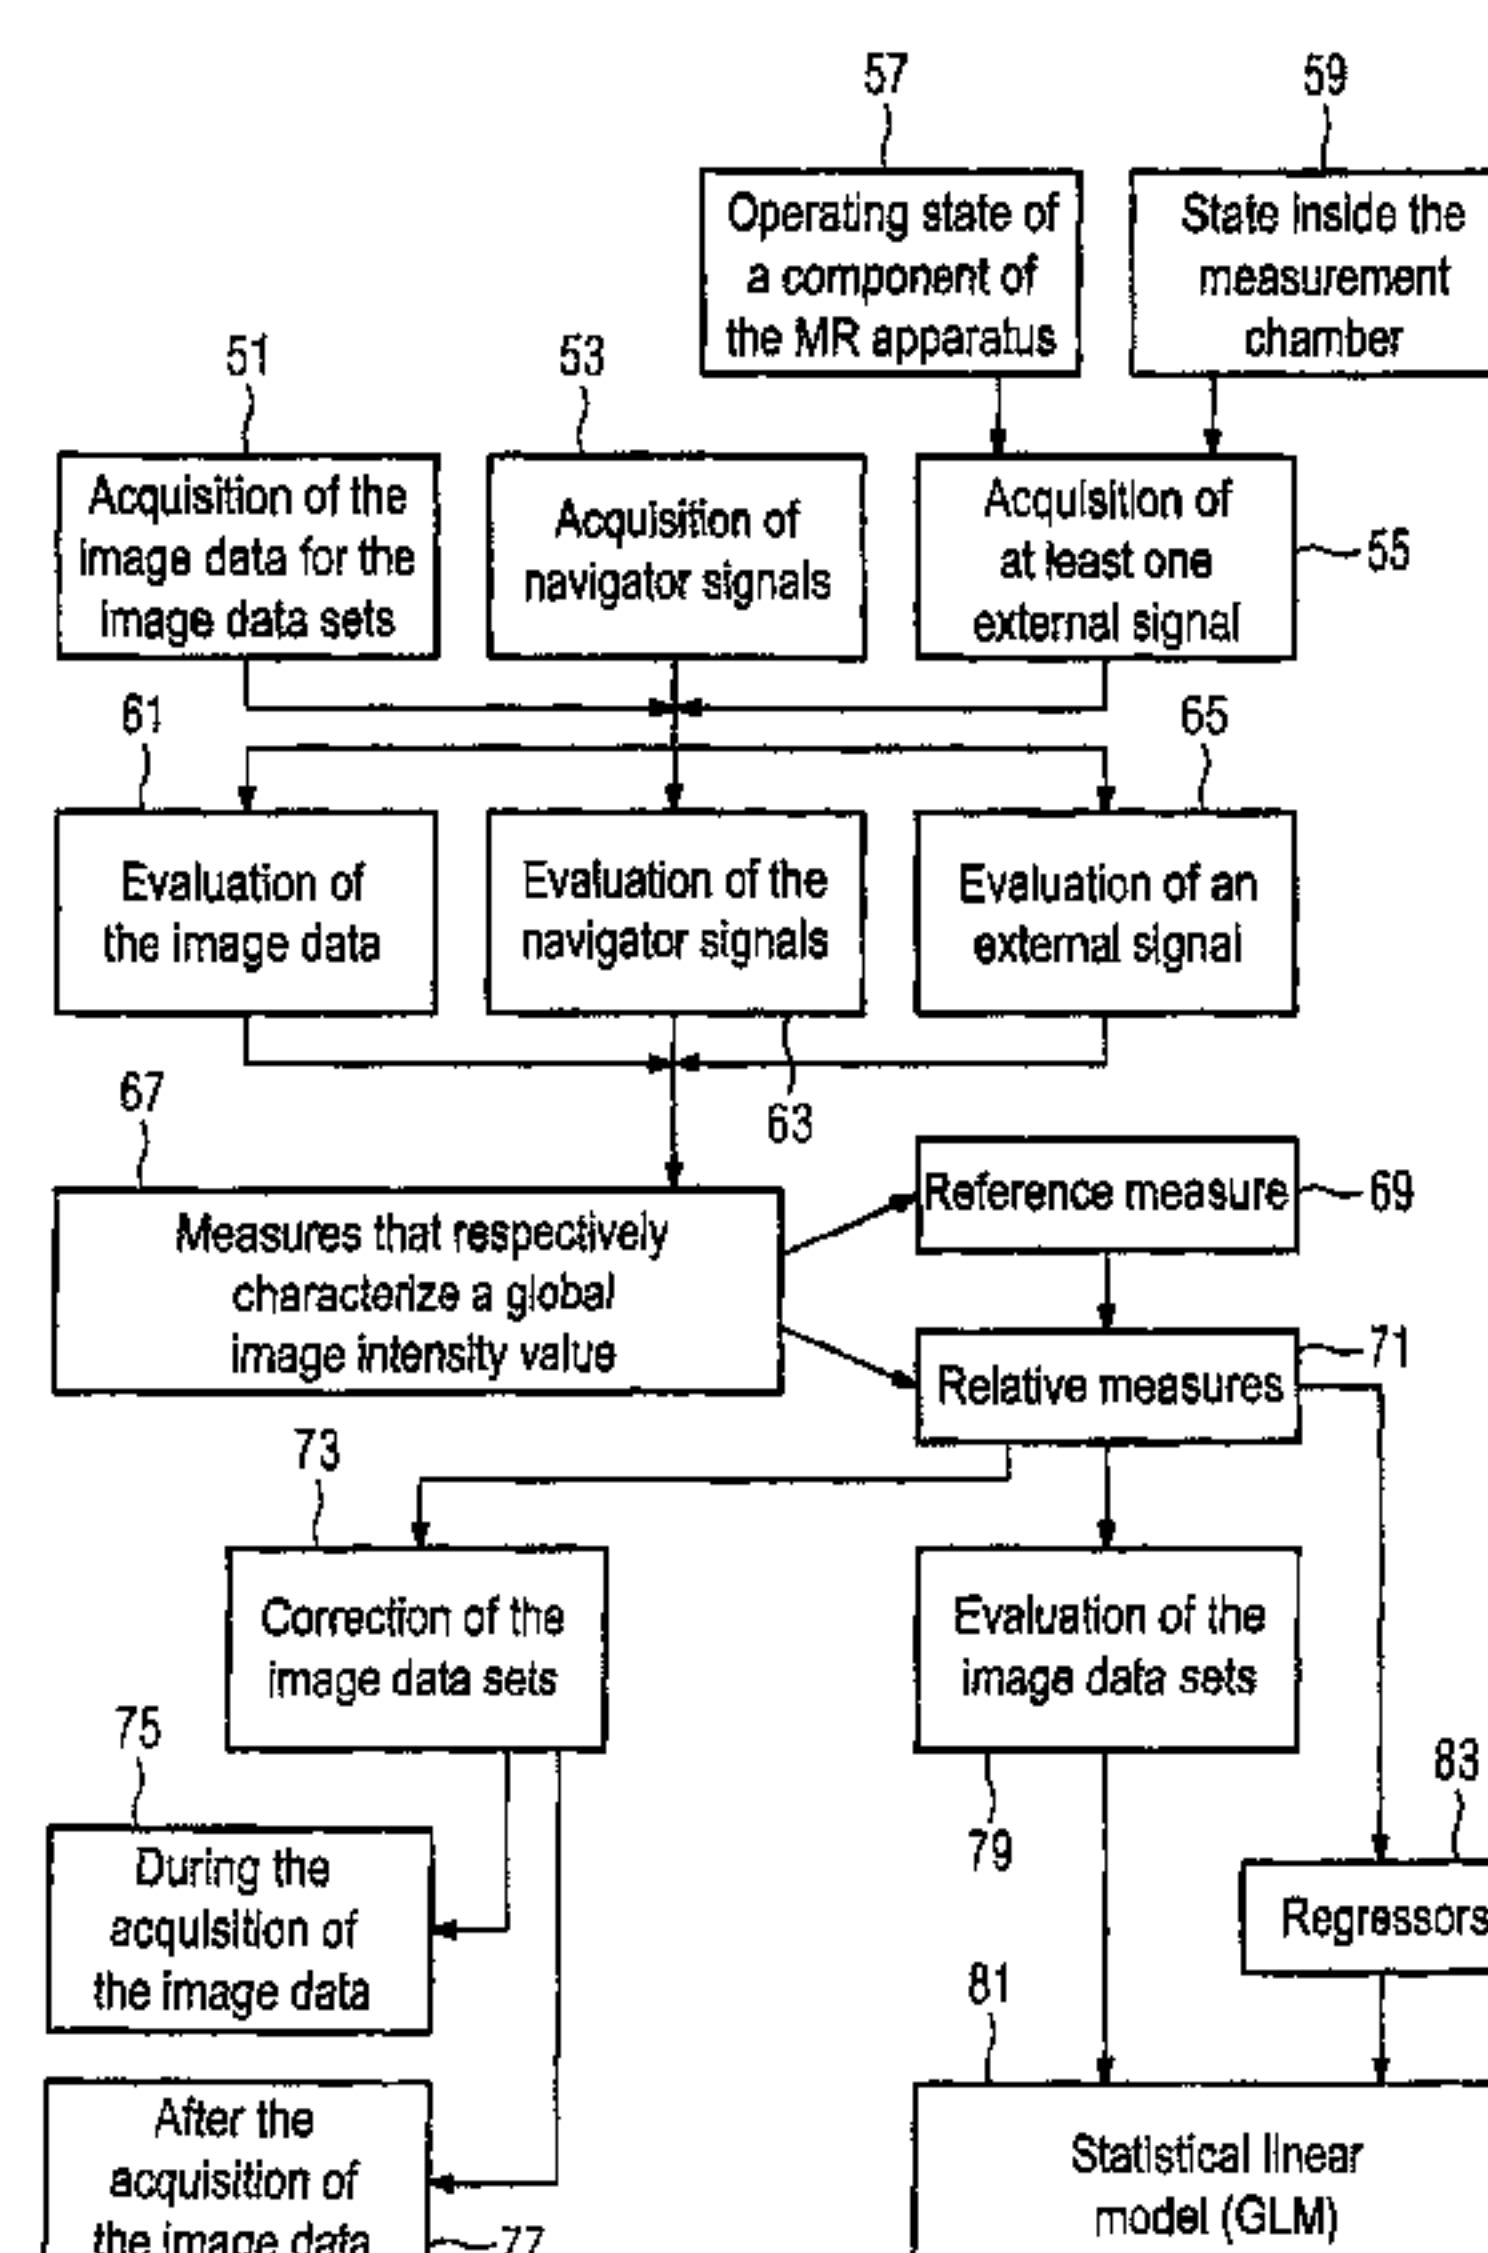 57
59
Operating state of
a component of
the MR apparatus
State inside the
measurement
chamber
51
53
Acquisition of the
image data for the
image data sets
Acquisition of
navigator signals
Acquisition of
at least one
external signal
55
61
65
Evaluation of
the image data
Evaluation of the
navigator signals
Evaluation of an
external signal
67
63
Measures that respectively
characterize a global
image intensity value
Reference measure
69
Relative measures
71
73
Correction of the
image data sets
Evaluation of the
image data sets
75
79
83
During the
acquisition of
the image data
Regressors
81
After the
acquisition of
the image data
77
Statistical linear
model (GLM)